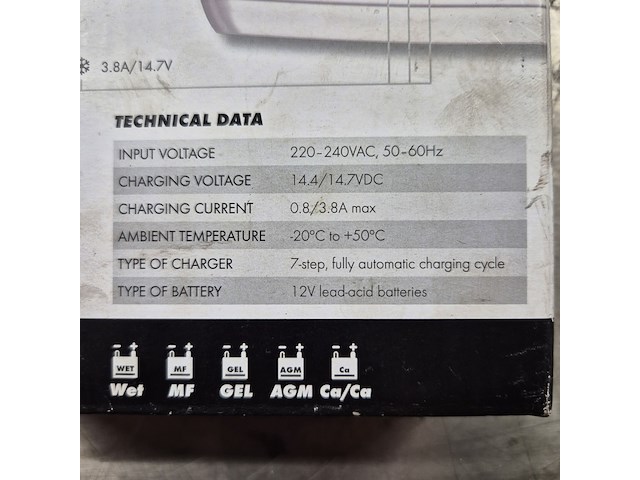 3.8A/14.7V
TECHNICAL DATA
INPUT VOLTAGE 220-240VAC, 50-60Hz
CHARGING VOLTAGE 14.4/14.7VDC
CHARGING CURRENT 0.8/3.8A max
AMBIENT TEMPERATURE -20°C to +50°C
TYPE OF CHARGER 7-step, fully automatic charging cycle
TYPE OF BATTERY 12V lead-acid batteries
- + - + - + - + - +
WET MF GEL AGM Ca
Wet MF GEL AGM Ca/Ca